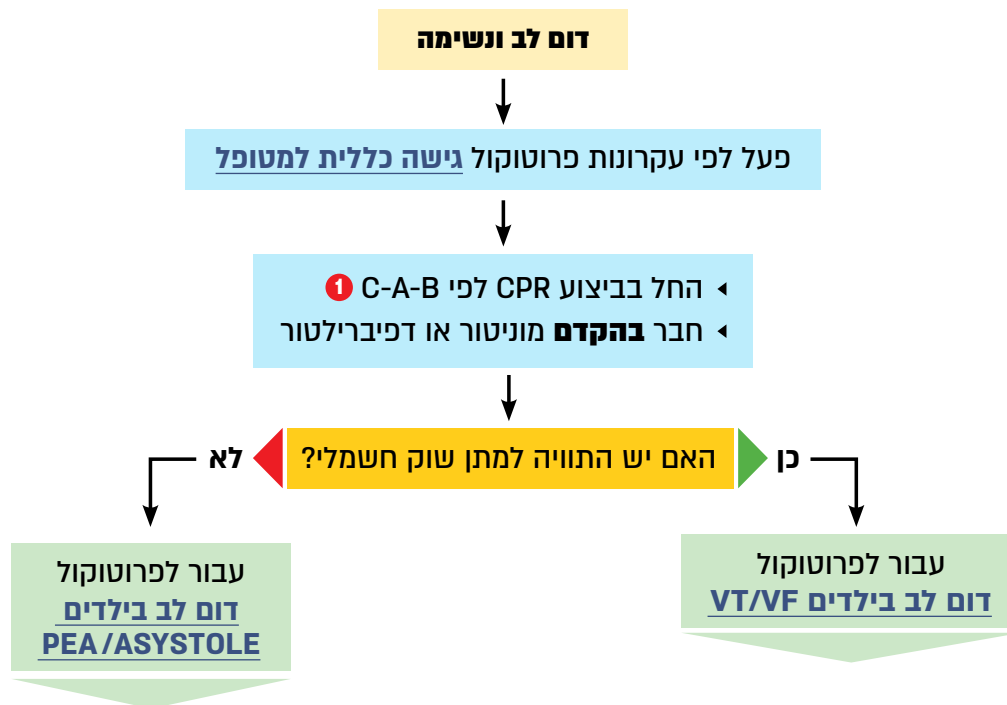 דום לב ונשימה
פעל לפי עקרונות פרוטוקול גישה כללית למטופל
◂ החל בביצוע CPR לפי C-A-B 1
◂ חבר בהקדם מוניטור או דפיברילטור
האם יש התוויה למתן שוק חשמלי?
כן
לא
עבור לפרוטוקול
דום לב בילדים VT/VF
עבור לפרוטוקול
דום לב בילדים
PEA/ASYSTOLE